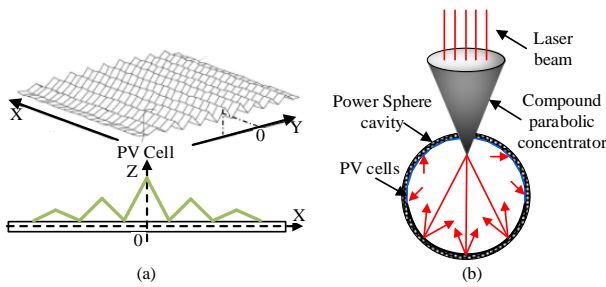 X
Y
0
PV Cell
Z
X
0
(a)
Laser
beam
Power Sphere
cavity
Compound
parabolic
concentrator
PV cells
(b)